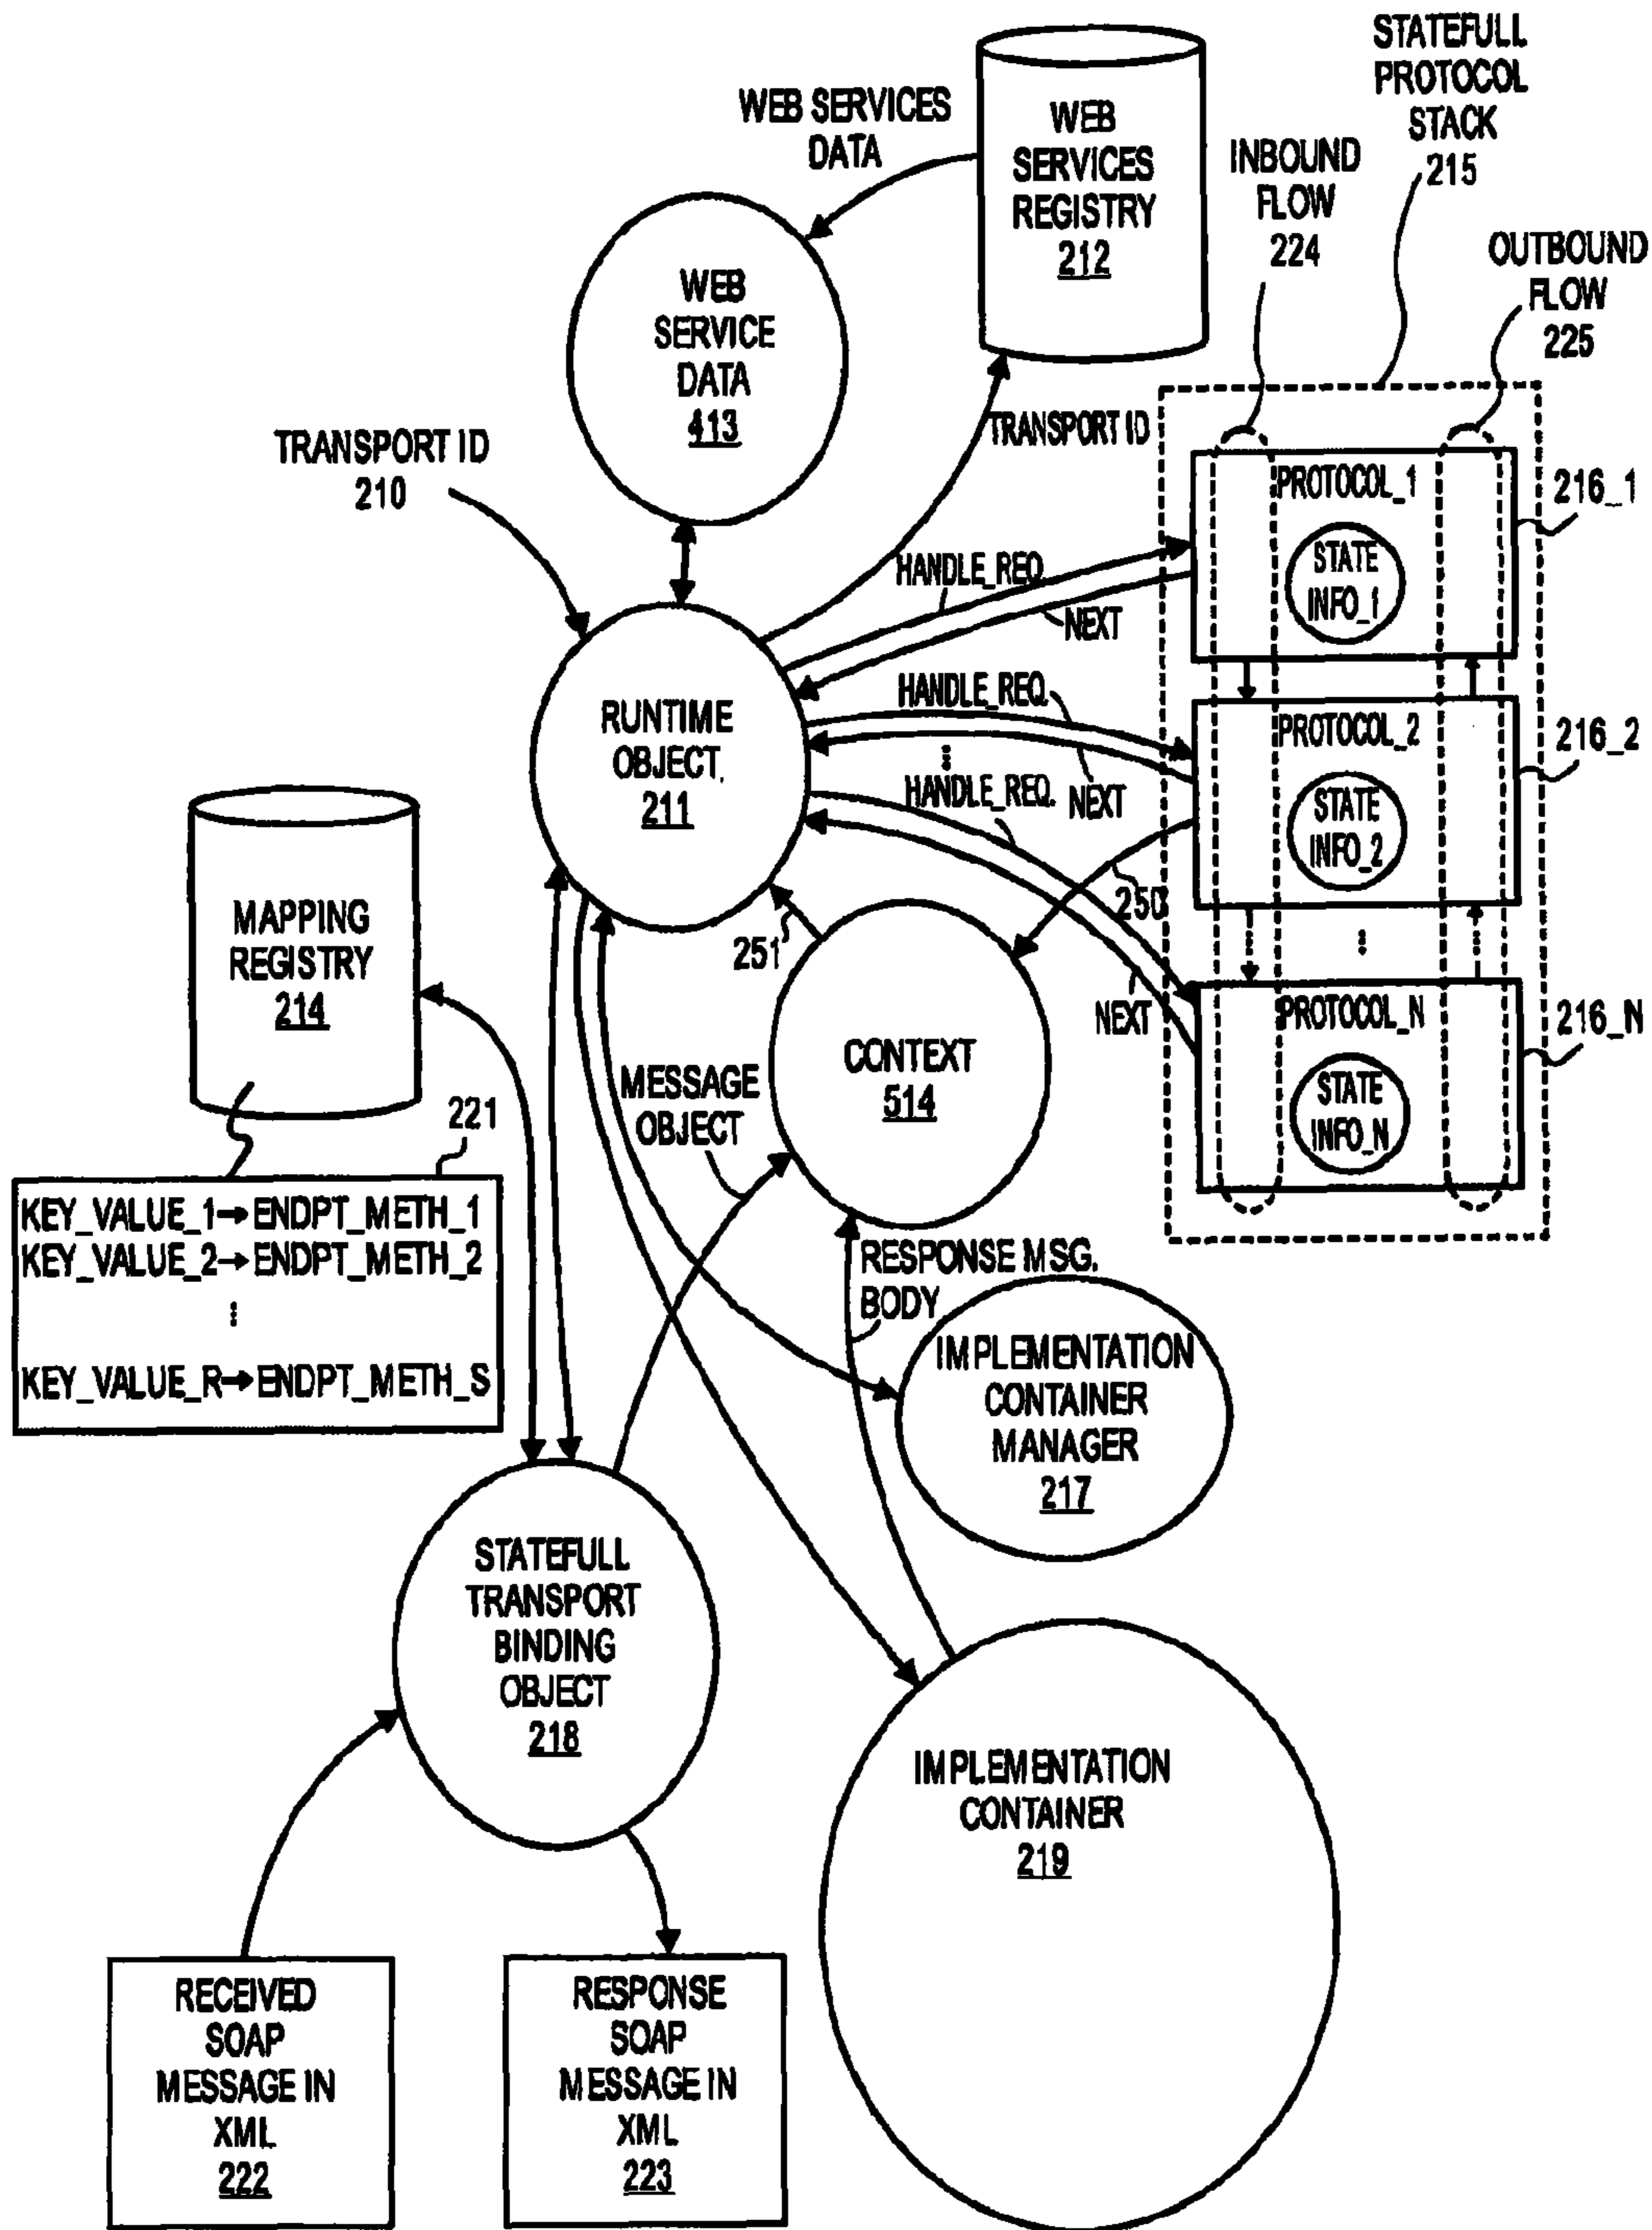 STATEFULL
PROTOCOL
STACK
215
WEB SERVICES
DATA
WEB
SERVICES
REGISTRY
212
INBOUND
FLOW
224
OUTBOUND
FLOW
225
WEB
SERVICE
DATA
413
TRANSPORT ID
210
TRANSPORT ID
PROTOCOL_1
216_1
STATE
INFO_1
HANDLE_REQ.
NEXT
RUNTIME
OBJECT.
211
HANDLE_REQ.
NEXT
PROTOCOL_2
216_2
STATE
INFO_2
HANDLE_REQ.
NEXT
250
251
PROTOCOL_N
216_N
STATE
INFO_N
MAPPING
REGISTRY
214
CONTEXT
514
MESSAGE
OBJECT
221
KEY_VALUE_1→ENDPT_METH_1
KEY_VALUE_2→ENDPT_METH_2
⋮
KEY_VALUE_R→ENDPT_METH_S
RESPONSE MSG.
BODY
IMPLEMENTATION
CONTAINER
MANAGER
217
STATEFULL
TRANSPORT
BINDING
OBJECT
218
IMPLEMENTATION
CONTAINER
219
RECEIVED
SOAP
MESSAGE IN
XML
222
RESPONSE
SOAP
MESSAGE IN
XML
223